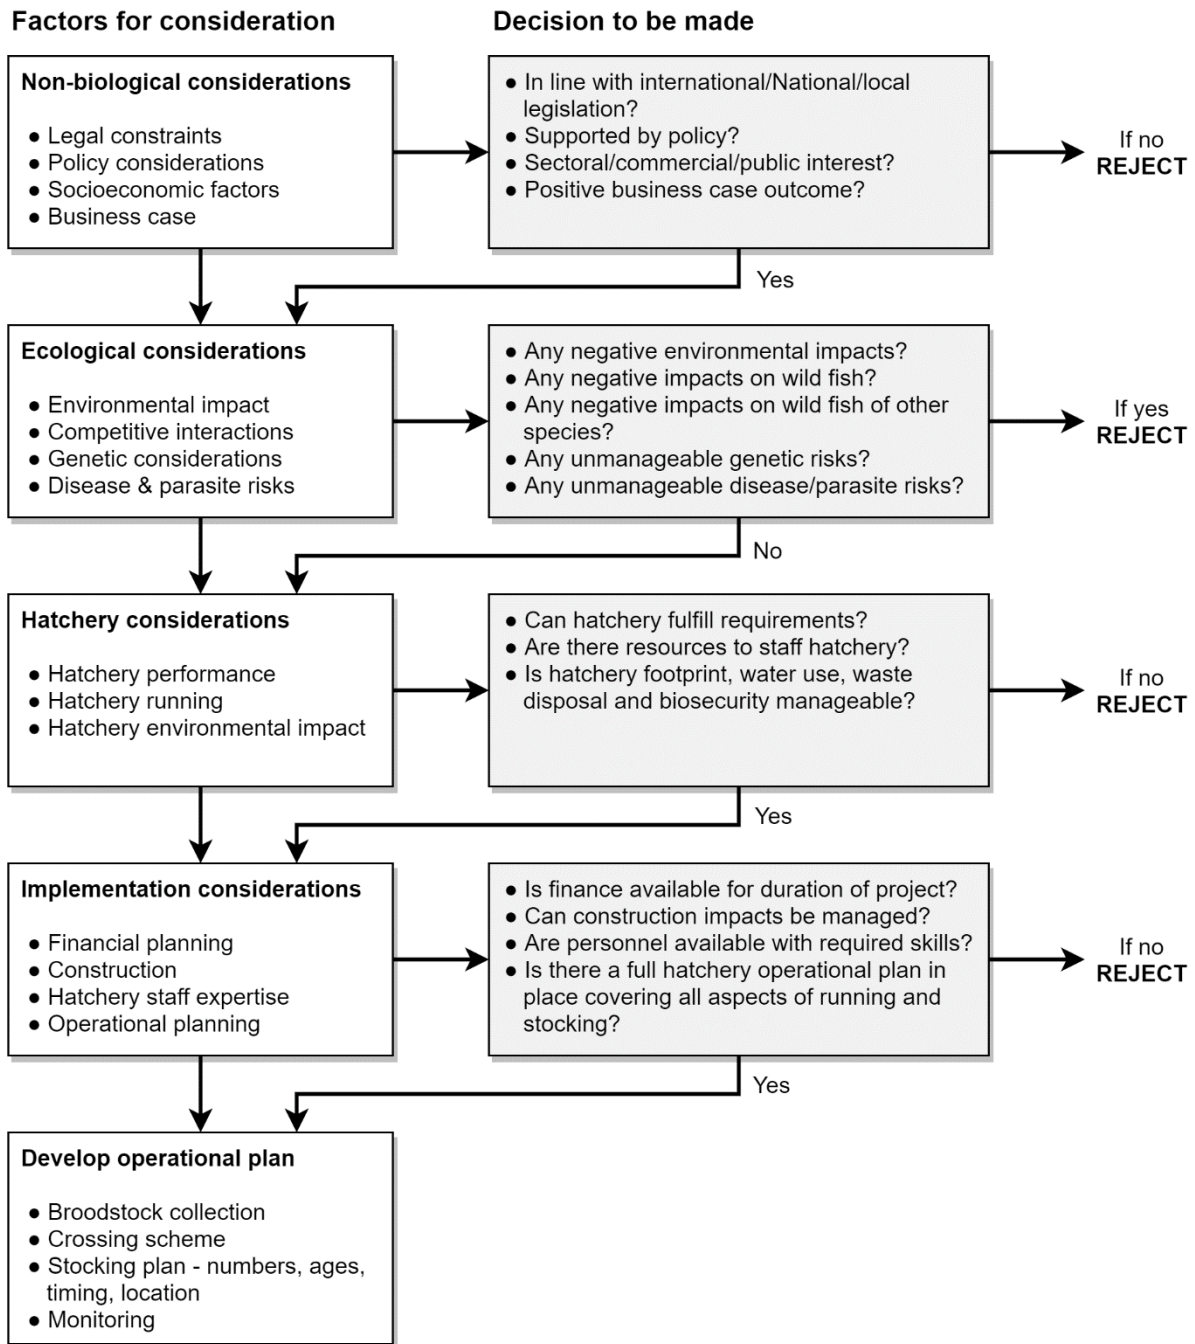 Factors for consideration
Decision to be made
Non-biological considerations
● Legal constraints
● Policy considerations
● Socioeconomic factors
● Business case
● In line with international/National/local
legislation?
● Supported by policy?
● Sectoral/commercial/public interest?
● Positive business case outcome?
If no
REJECT
Yes
Ecological considerations
● Environmental impact
● Competitive interactions
● Genetic considerations
● Disease & parasite risks
● Any negative environmental impacts?
● Any negative impacts on wild fish?
● Any negative impacts on wild fish of other
species?
● Any unmanageable genetic risks?
● Any unmanageable disease/parasite risks?
If yes
REJECT
No
Hatchery considerations
● Hatchery performance
● Hatchery running
● Hatchery environmental impact
● Can hatchery fulfill requirements?
● Are there resources to staff hatchery?
● Is hatchery footprint, water use, waste
disposal and biosecurity manageable?
If no
REJECT
Yes
Implementation considerations
● Financial planning
● Construction
● Hatchery staff expertise
● Operational planning
● Is finance available for duration of project?
● Can construction impacts be managed?
● Are personnel available with required skills?
● Is there a full hatchery operational plan in
place covering all aspects of running and
stocking?
If no
REJECT
Yes
Develop operational plan
● Broodstock collection
● Crossing scheme
● Stocking plan - numbers, ages,
timing, location
● Monitoring